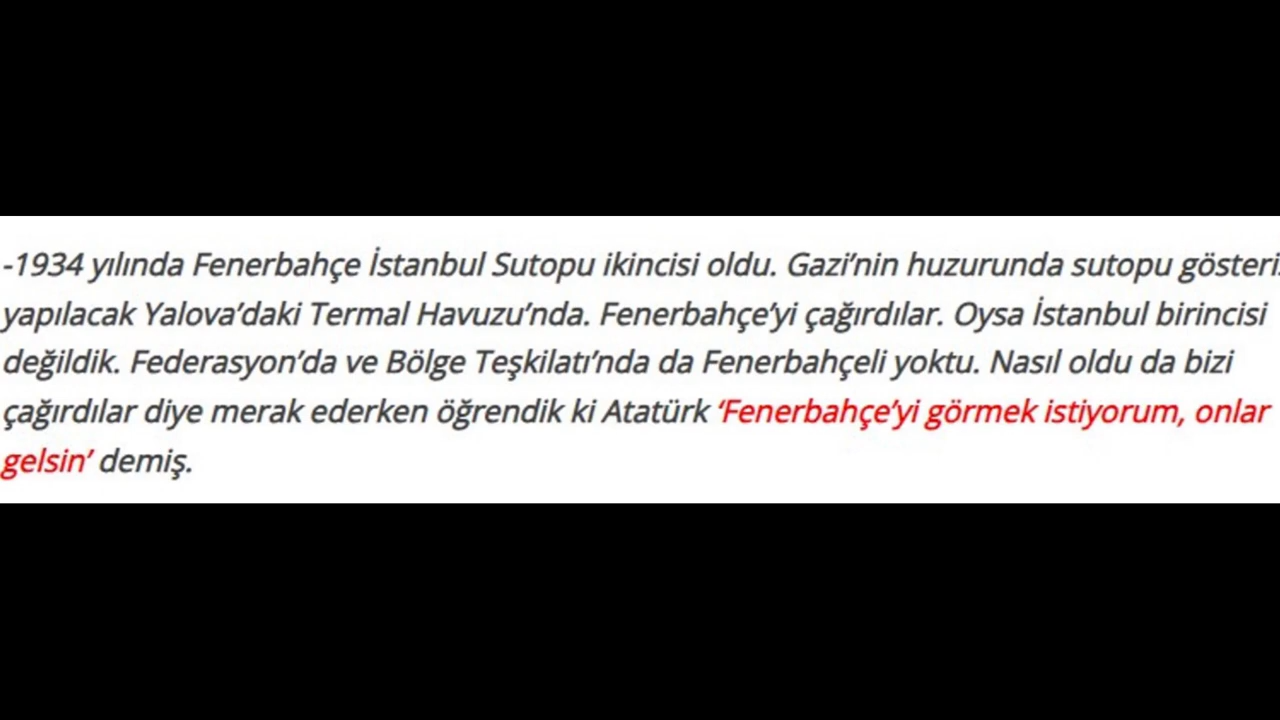 -1934 yılında Fenerbahçe İstanbul Sutopu ikincisi oldu. Gazi’nin huzurunda sutopu
yapılacak Yalova’daki Termal Havuzu’nda. Fenerbahçe’yi çağırdılar. Oysa İstanbul birincisi
değildik. Federasyon’da ve Bölge Teşkilatı’nda da Fenerbahçeli yoktu. Nasıl oldu da bizi
çağırdılar diye merak ederken öğrendik ki Atatürk ‘Fenerbahçe’yi görmek istiyorum, onlar
gelsin’ demiş.